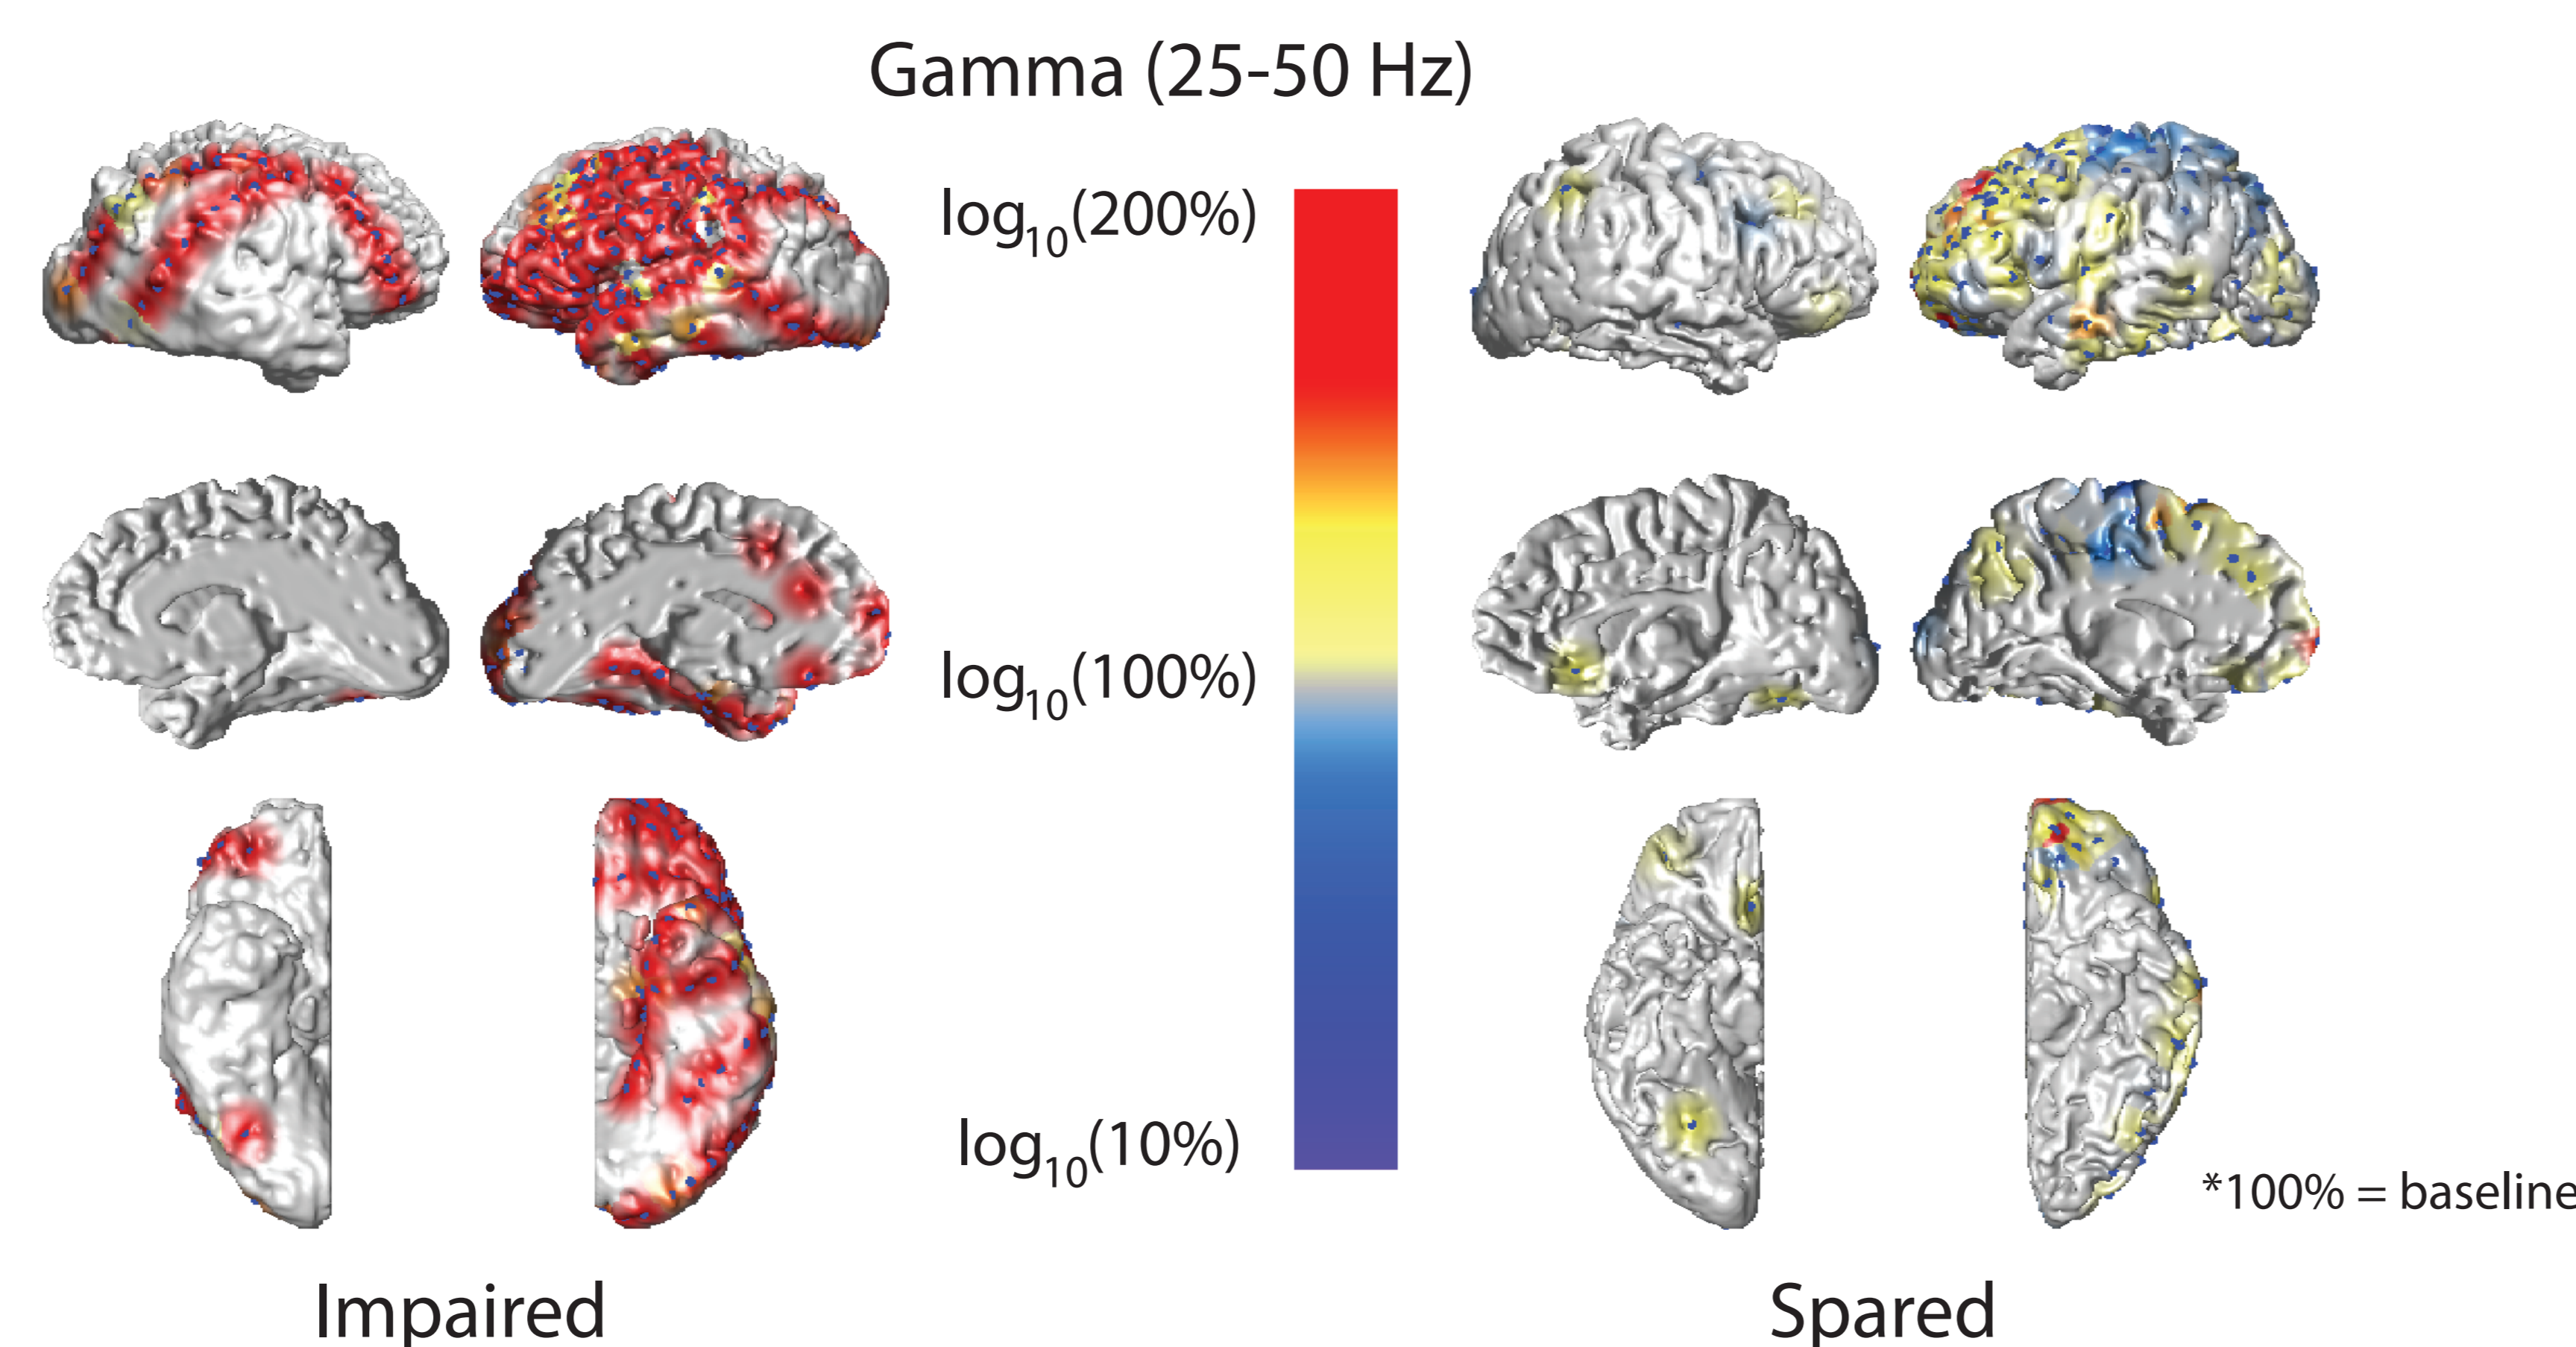 Gamma (25-50 Hz)
log10(200%)
log10(100%)
log10(10%)
*100% = baseline
Impaired
Spared